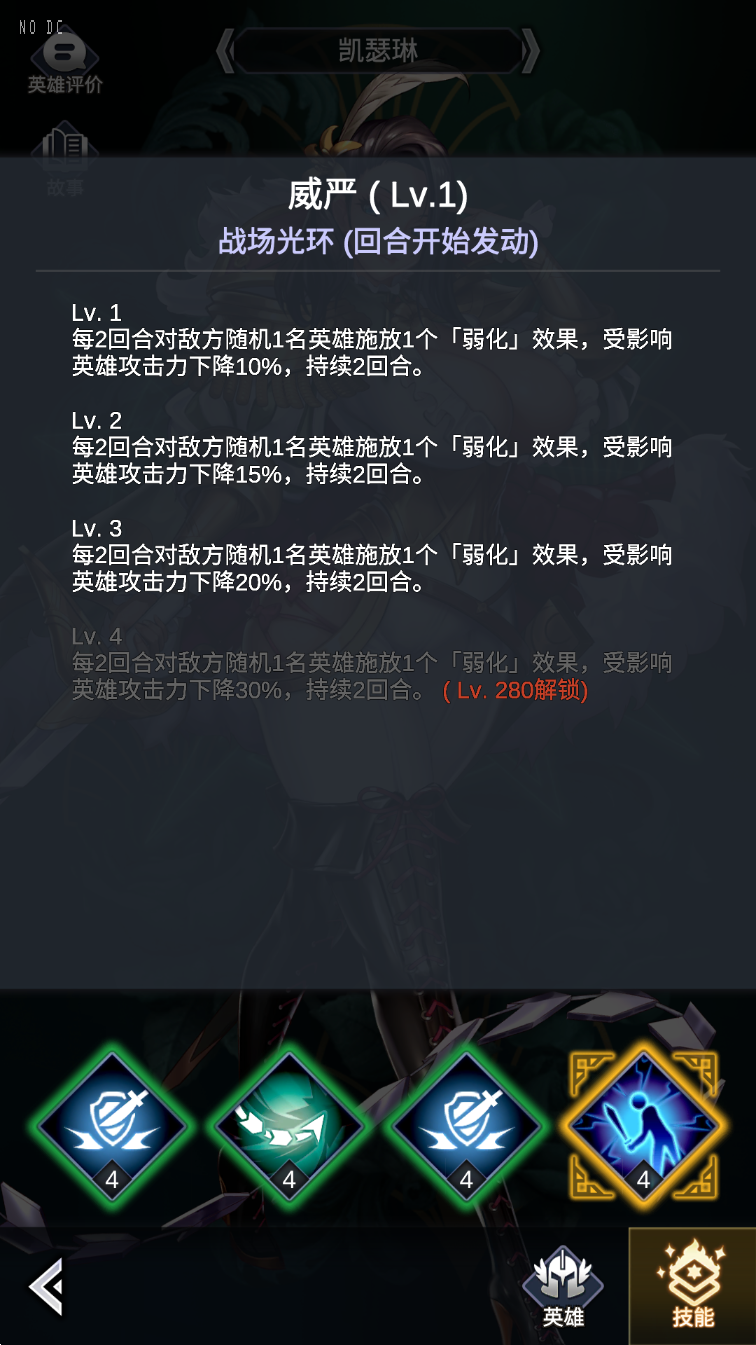 NO DC
凯瑟琳
英雄评价
故事
威严 ( Lv.1)
战场光环 (回合开始发动)
Lv. 1
每2回合对敌方随机1名英雄施放1个「弱化」效果，受影响
英雄攻击力下降10%，持续2回合。
Lv. 2
每2回合对敌方随机1名英雄施放1个「弱化」效果，受影响
英雄攻击力下降15%，持续2回合。
Lv. 3
每2回合对敌方随机1名英雄施放1个「弱化」效果，受影响
英雄攻击力下降20%，持续2回合。
Lv. 4
每2回合对敌方随机1名英雄施放1个「弱化」效果，受影响
英雄攻击力下降30%，持续2回合。 ( Lv. 280解锁)
4 4 4 4
英雄 技能